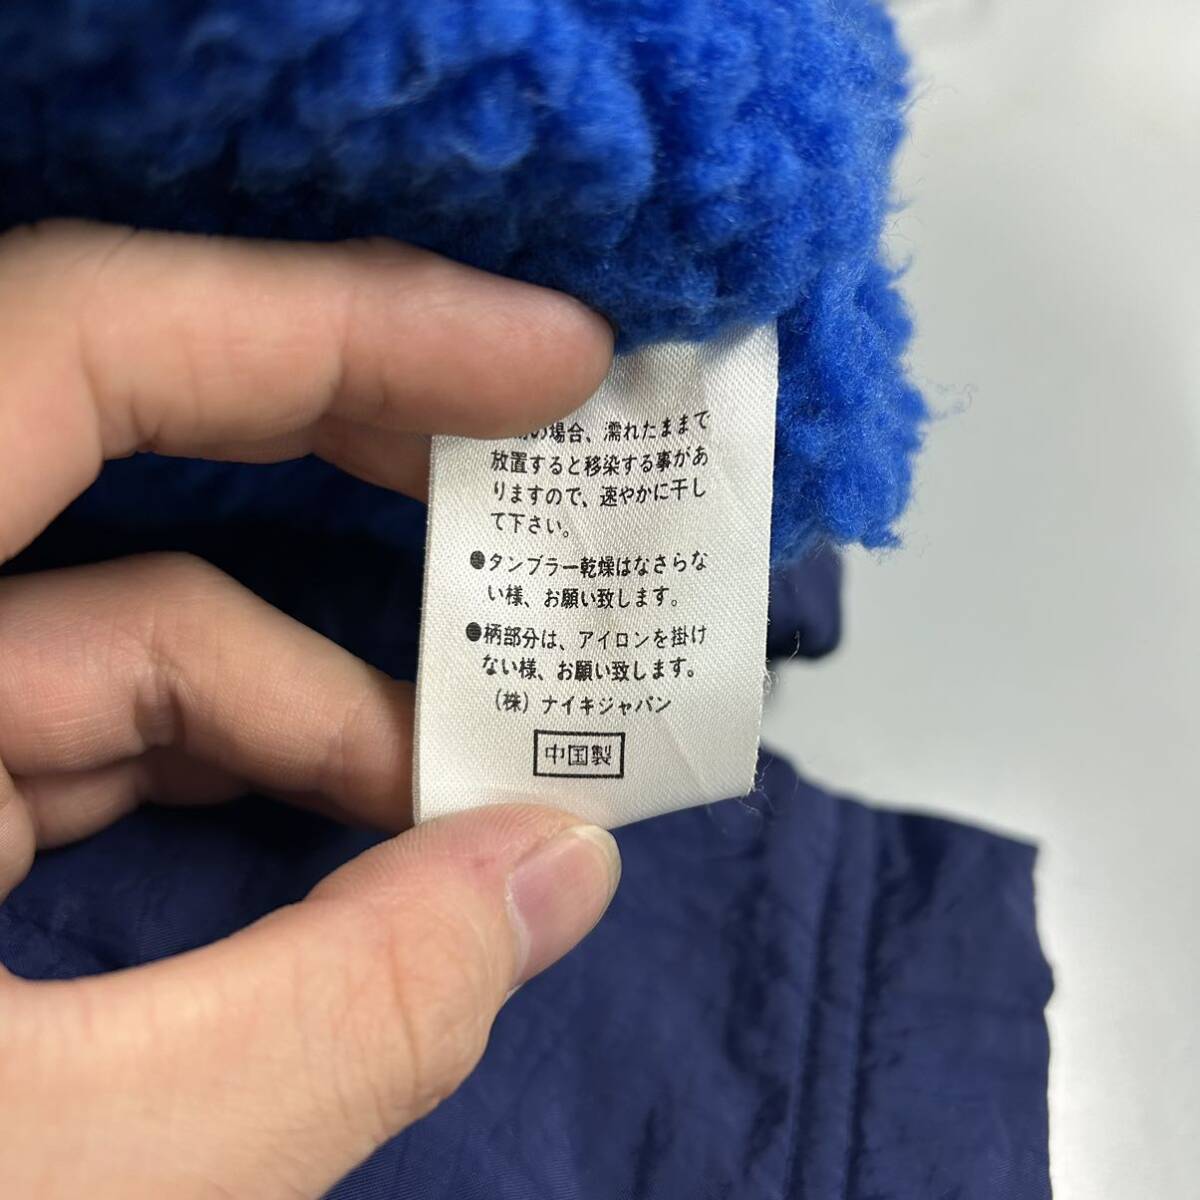 の場合、濡れたままで
放置すると移染する事があ
りますので、速やかに干し
て下さい。
●タンブラー乾燥はなさらな
い様、お願い致します。
●柄部分は、アイロンを掛け
ない様、お願い致します。
(株)ナイキジャパン
中国製